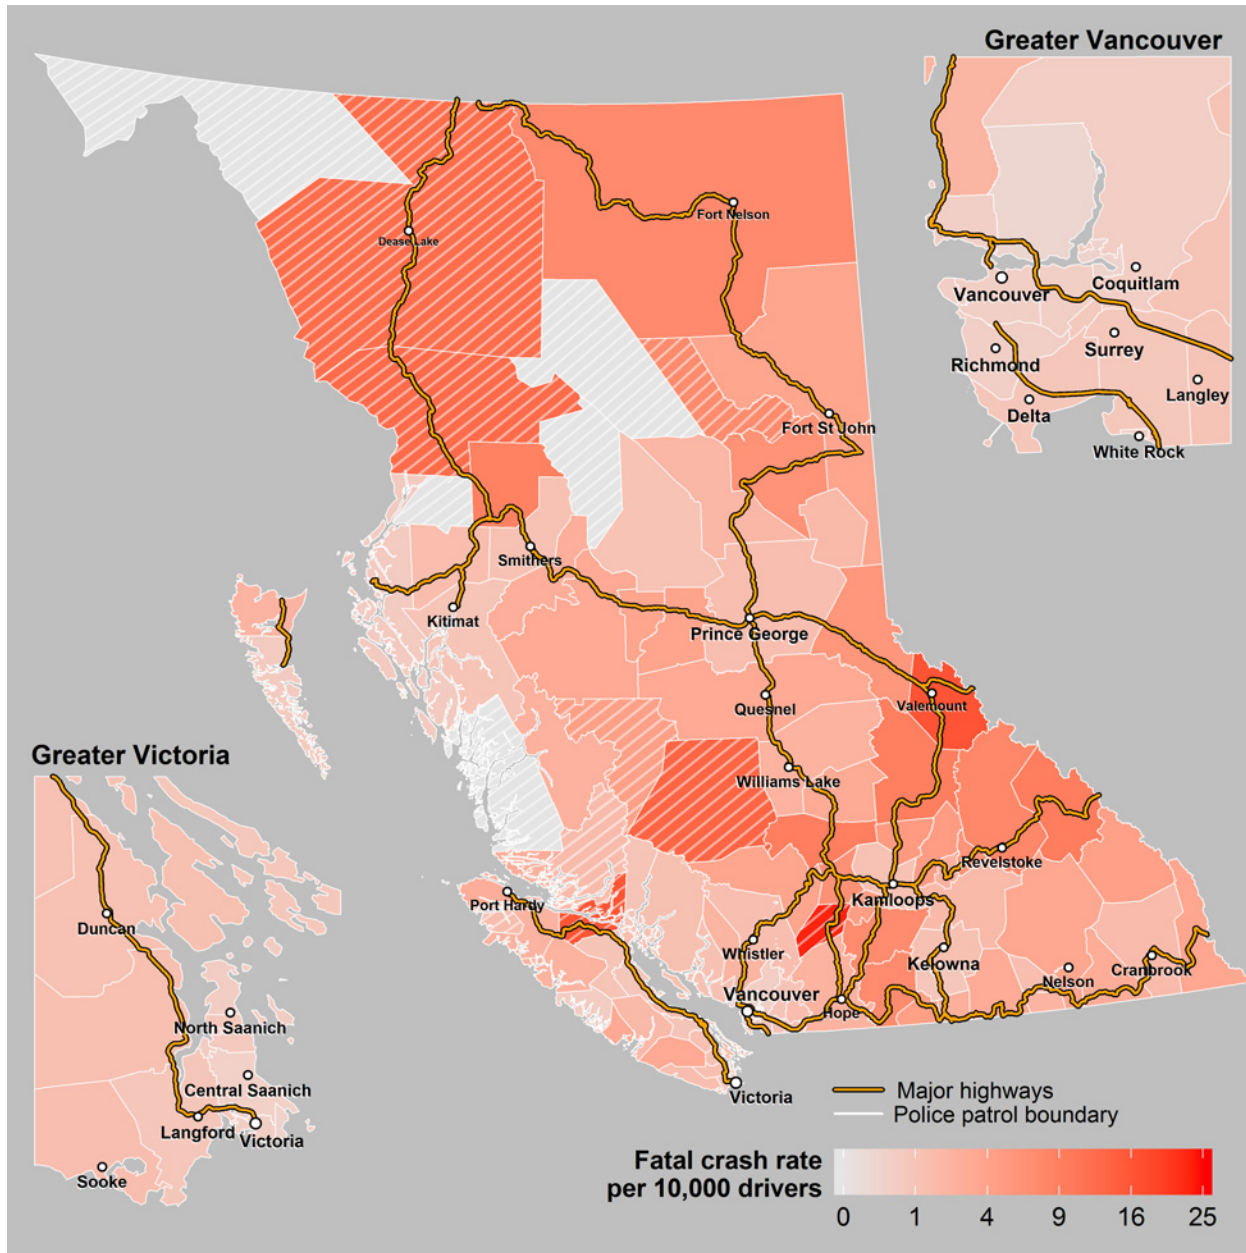 Greater Vancouver
Fort Nelson
Dease Lake
Vancouver
Coquitlam
Surrey
Richmond
Langley
Delta
White Rock
Fort St John
Smithers
Kitimat
Prince George
Valemount
Quesnel
Greater Victoria
Williams Lake
Revelstoke
Kamloops
Port Hardy
Duncan
Whistler
Kelowna
Cranbrook
Nelson
Vancouver
Hope
North Saanich
Central Saanich
Victoria
Langford
Victoria
Sooke
Major highways
Police patrol boundary
Fatal crash rate
per 10,000 drivers
0 1 4 9 16 25